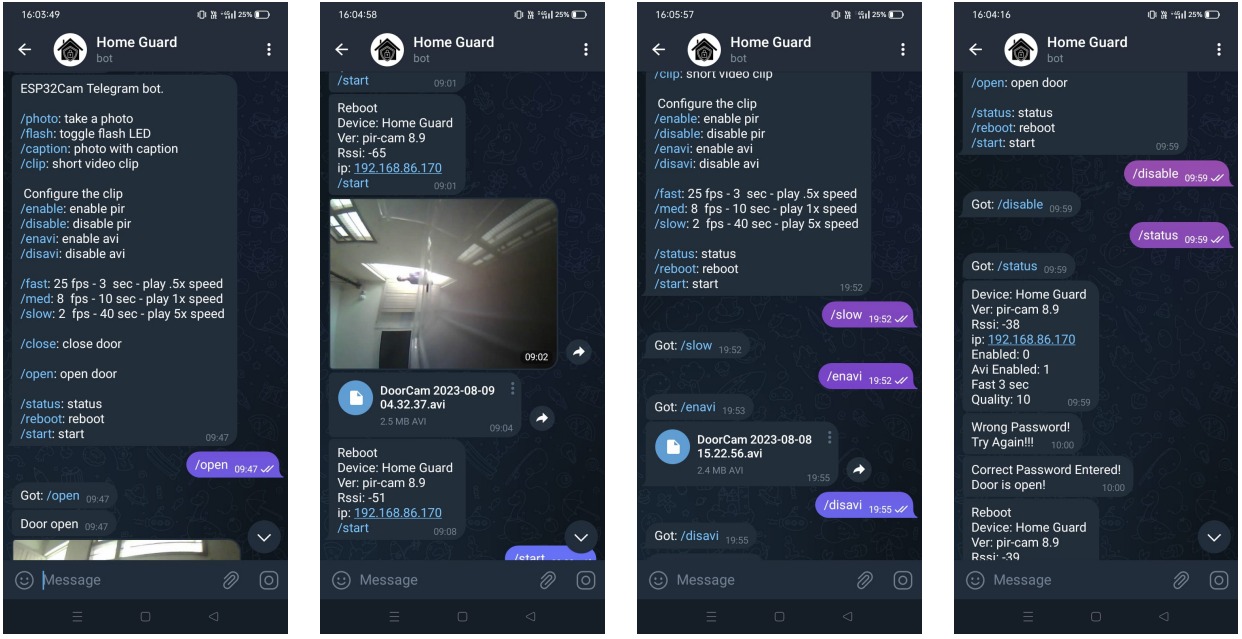 16:03:49
25%
Home Guard
bot
ESP32Cam Telegram bot.
/photo: take a photo
/flash: toggle flash LED
/caption: photo with caption
/clip: short video clip
Configure the clip
/enable: enable pir
/disable: disable pir
/enavi: enable avi
/disavi: disable avi
/fast: 25 fps - 3  sec - play .5x speed
/med: 8  fps - 10 sec - play 1x speed
/slow: 2  fps - 40 sec - play 5x speed
/close: close door
/open: open door
/status: status
/reboot: reboot
/start: start
09:47
/open 09:47
Got: /open 09:47
Door open 09:47
Message
16:04:58
25%
Home Guard
bot
/start 09:01
Reboot
Device: Home Guard
Ver: pir-cam 8.9
Rssi: -65
ip: 192.168.86.170
/start 09:01
09:02
DoorCam 2023-08-09
04.32.37.avi
2.5 MB AVI 09:04
Reboot
Device: Home Guard
Ver: pir-cam 8.9
Rssi: -51
ip: 192.168.86.170
/start 09:08
/start
Message
16:05:57
25%
Home Guard
bot
/clip: short video clip
Configure the clip
/enable: enable pir
/disable: disable pir
/enavi: enable avi
/disavi: disable avi
/fast: 25 fps - 3  sec - play .5x speed
/med: 8  fps - 10 sec - play 1x speed
/slow: 2  fps - 40 sec - play 5x speed
/status: status
/reboot: reboot
/start: start
19:52
/slow 19:52
Got: /slow 19:52
/enavi 19:52
Got: /enavi 19:53
DoorCam 2023-08-08
15.22.56.avi
2.4 MB AVI 19:55
/disavi 19:55
Got: /disavi 19:55
Message
16:04:16
25%
Home Guard
bot
/open: open door
/status: status
/reboot: reboot
/start: start
09:59
/disable 09:59
Got: /disable 09:59
/status 09:59
Got: /status 09:59
Device: Home Guard
Ver: pir-cam 8.9
Rssi: -38
ip: 192.168.86.170
Enabled: 0
Avi Enabled: 1
Fast 3 sec
Quality: 10 09:59
Wrong Password!
Try Again!!! 10:00
Correct Password Entered!
Door is open! 10:00
Reboot
Device: Home Guard
Ver: pir-cam 8.9
Rssi: -39
Message